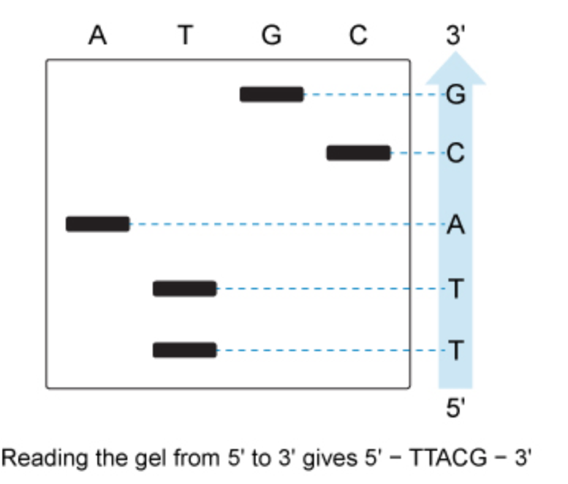 A T G C 3'
G
C
A
T
T
5'
Reading the gel from 5' to 3' gives 5' − TTACG − 3'